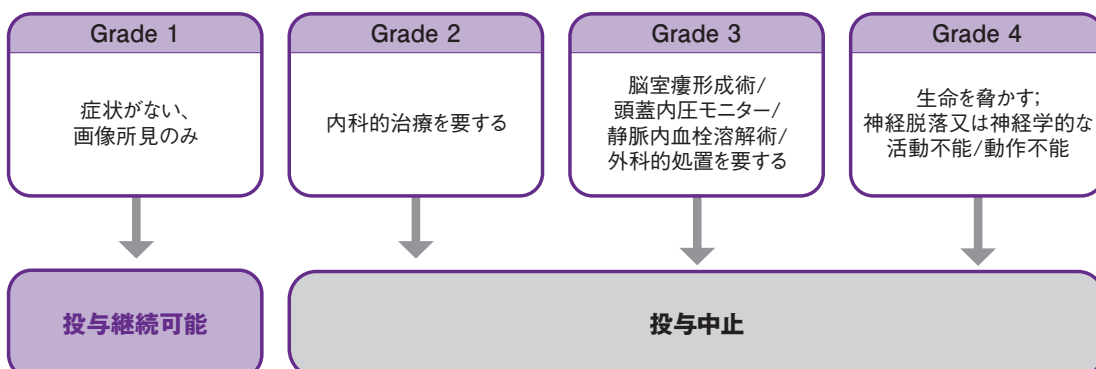 Grade 1
症状がない、
画像所見のみ
Grade 2
内科的治療を要する
Grade 3
脳室瘻形成術/
頭蓋内圧モニター/
静脈内血栓溶解術/
外科的処置を要する
Grade 4
生命を脅かす;
神経脱落又は神経学的な
活動不能/動作不能
投与継続可能
投与中止